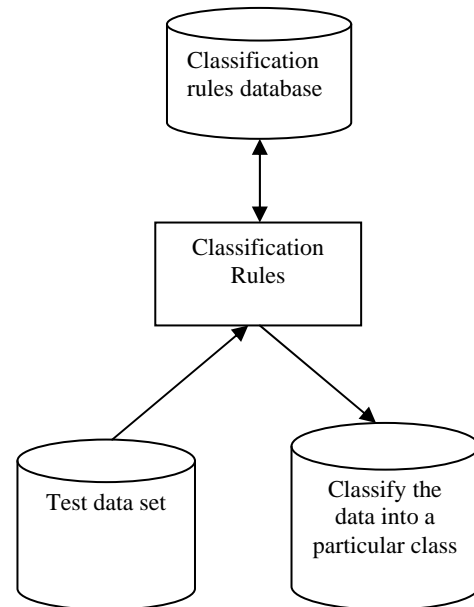 Classification
rules database
Classification
Rules
Test data set
Classify the
data into a
particular class